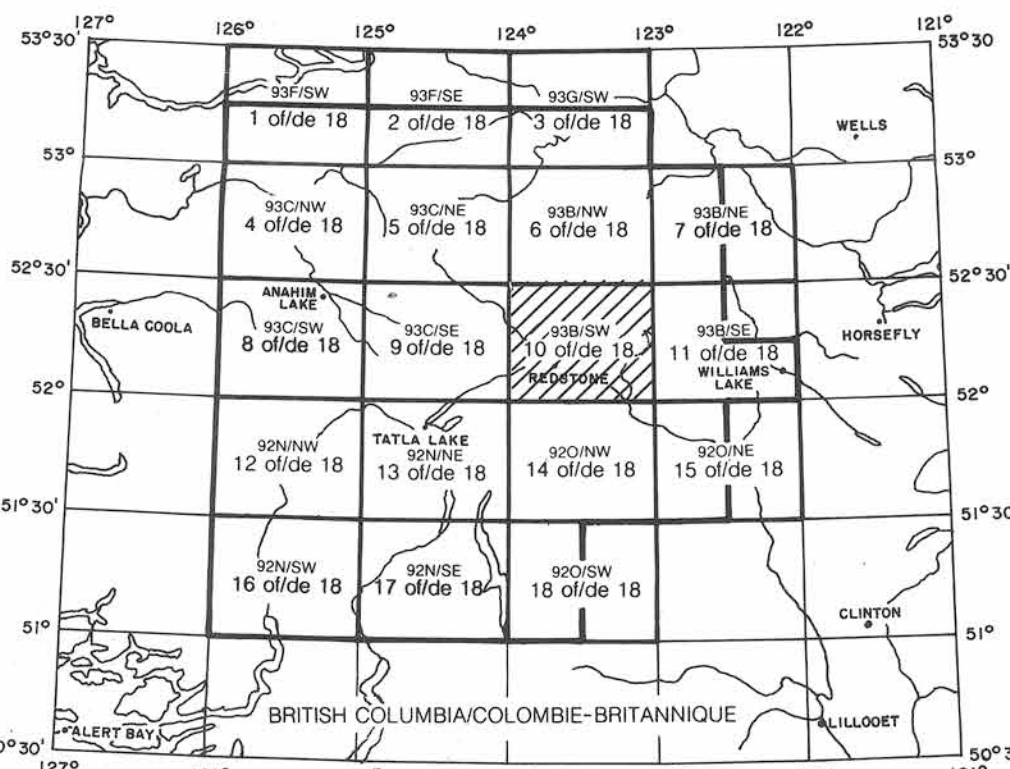 127° 126° 125° 124° 123° 122° 121°
53°30' 53°30
93F/SW 93F/SE 93G/SW
1 of/de 18 2 of/de 18 3 of/de 18
WELLS
53° 53°
93C/NW 93C/NE 93B/NW 93B/NE
4 of/de 18 5 of/de 18 6 of/de 18 7 of/de 18
52°30' 52°30
ANAHIM
LAKE
BELLA COOLA
HORSEFLY
93C/SW 93C/SE 93B/SW 93B/SE
8 of/de 18 9 of/de 18 10 of/de 18 11 of/de 18
REDSTONE
WILLIAMS
LAKE
52° 52°
TATLA LAKE
92N/NW 92N/NE 92O/NW 92O/NE
12 of/de 18 13 of/de 18 14 of/de 18 15 of/de 18
51°30' 51°30
92N/SW 92N/SE 92O/SW
16 of/de 18 17 of/de 18 18 of/de 18
CLINTON
51° 51°
BRITISH COLUMBIA/COLOMBIE-BRITANNIQUE
ALERT BAY
LILLOOET
0°30' 50°3
127°